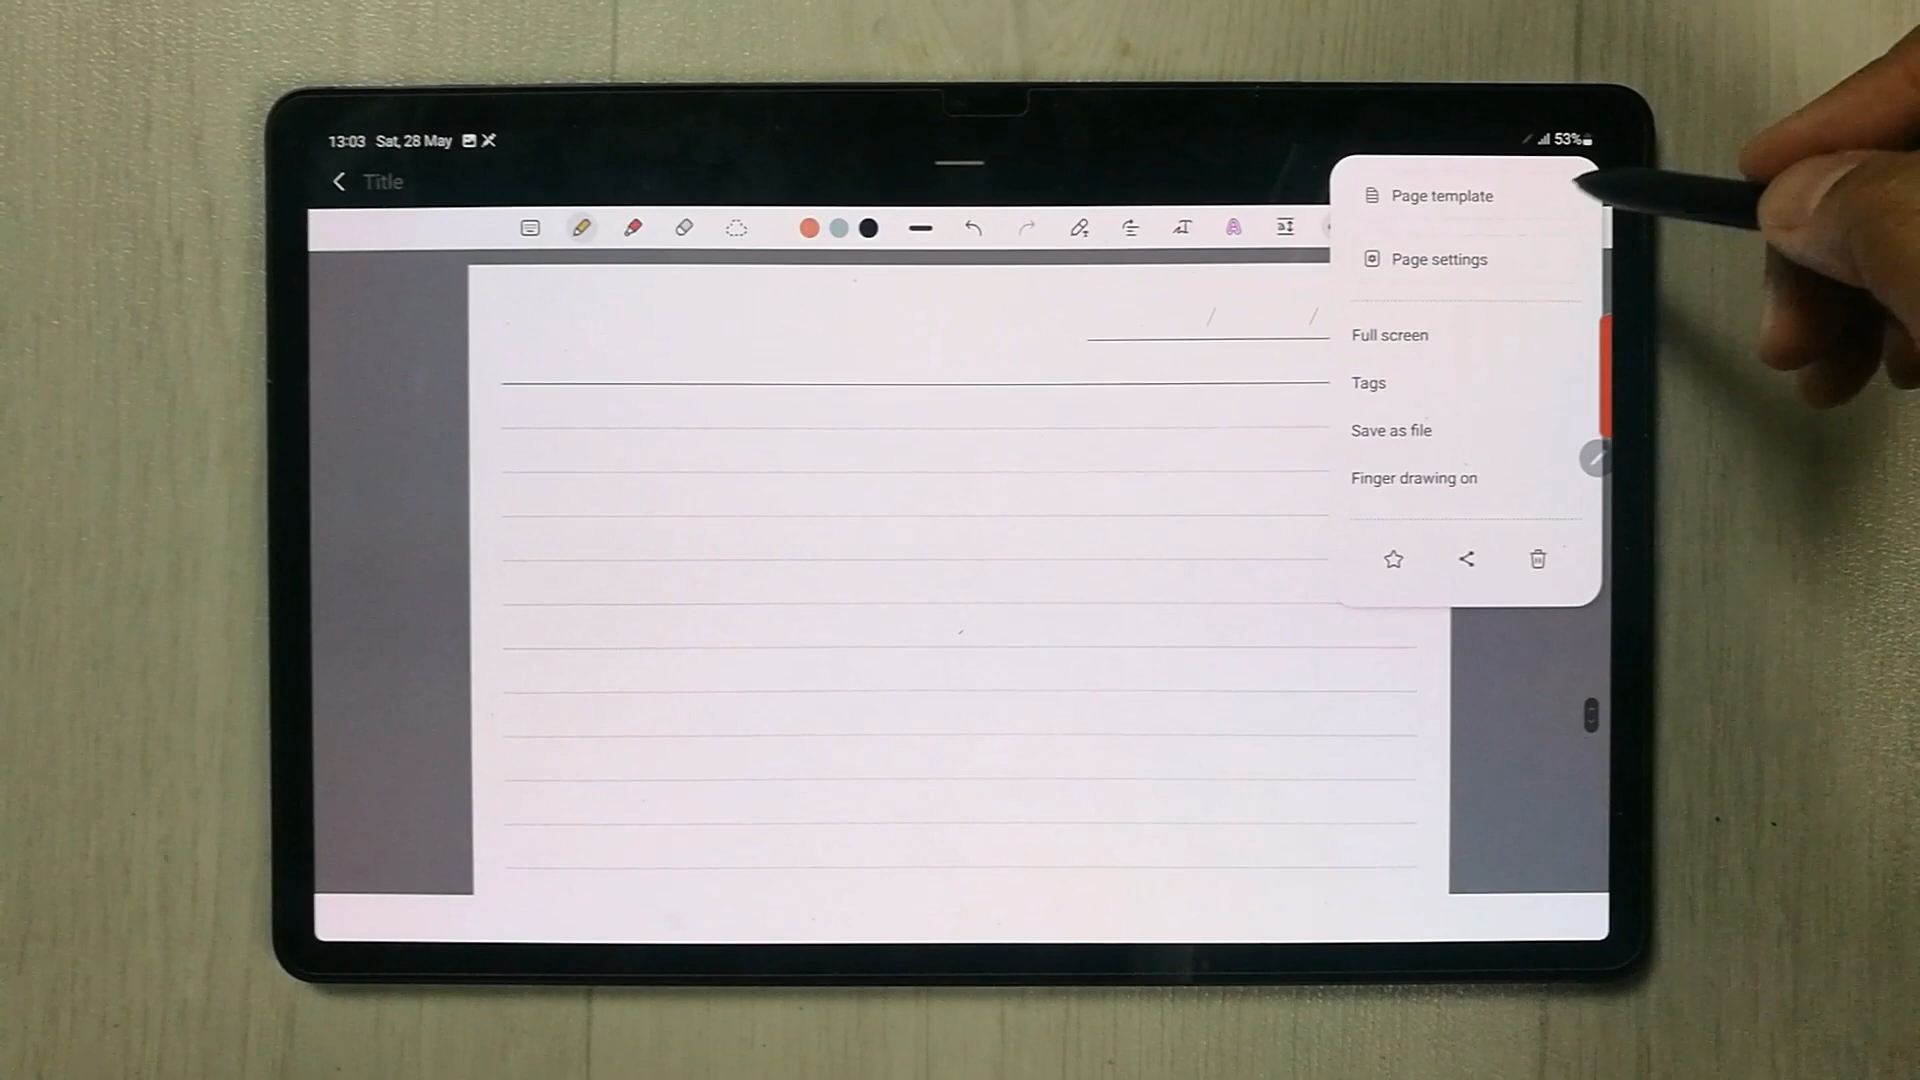 13:03 Sat, 28 May
53%
Title
Page template
Page settings
Full screen
Tags
Save as file
Finger drawing on